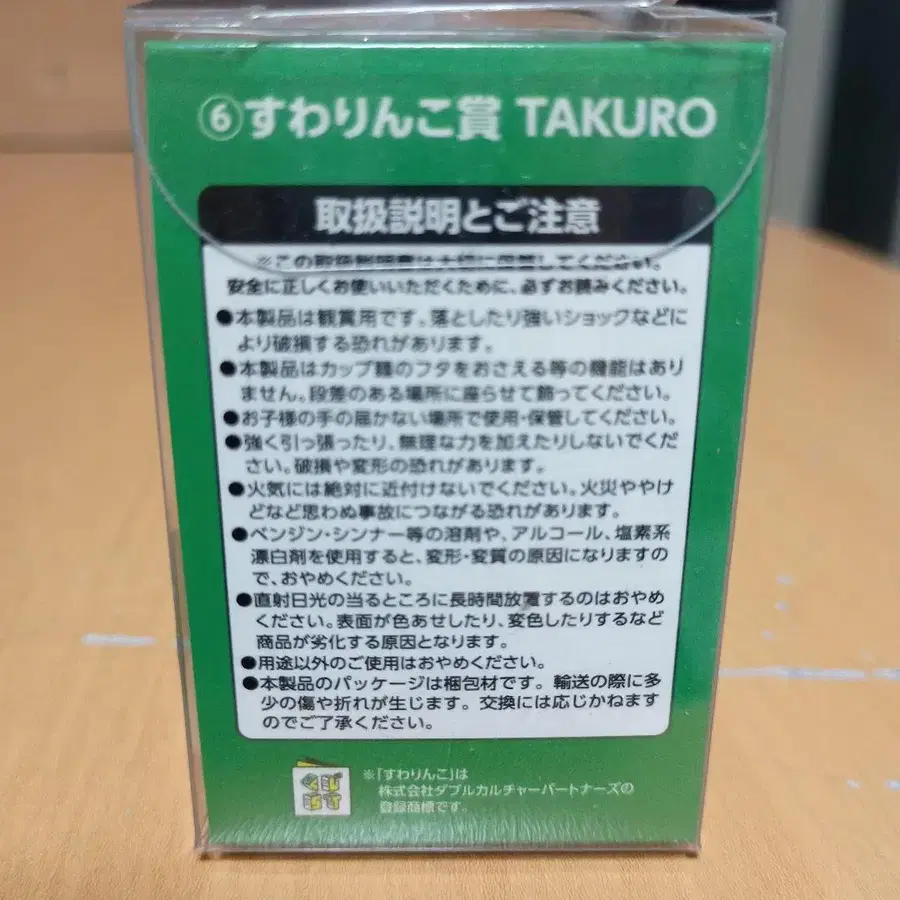 ⑥すわりんこ賞 TAKURO
取扱説明とご注意
※この取扱説明書は大切に保管してください。
安全に正しくお使いいただくために、必ずお読みください。
●本製品は観賞用です。落としたり強いショックなどに
より破損する恐れがあります。
●本製品はカップ麺のフタをおさえる等の機能はあり
ません。段差のある場所に座らせて飾ってください。
●お子様の手の届かない場所で使用・保管してください。
●強く引っ張ったり、無理な力を加えたりしないでくだ
さい。破損や変形の恐れがあります。
●火気には絶対に近付けないでください。火災ややけ
どなど思わぬ事故につながる恐れがあります。
●ベンジン・シンナー等の溶剤や、アルコール、塩素系
漂白剤を使用すると、変形・変質の原因になりますの
で、おやめください。
●直射日光の当るところに長時間放置するのはおやめ
ください。表面が色あせしたり、変色したりするなど
商品が劣化する原因となります。
●用途以外のご使用はおやめください。
●本製品のパッケージは梱包材です。輸送の際に多
少の傷や折れが生じます。交換には応じかねます
のでご了承ください。
※「すわりんこ」は
株式会社ダブルカルチャーパートナーズの
登録商標です。